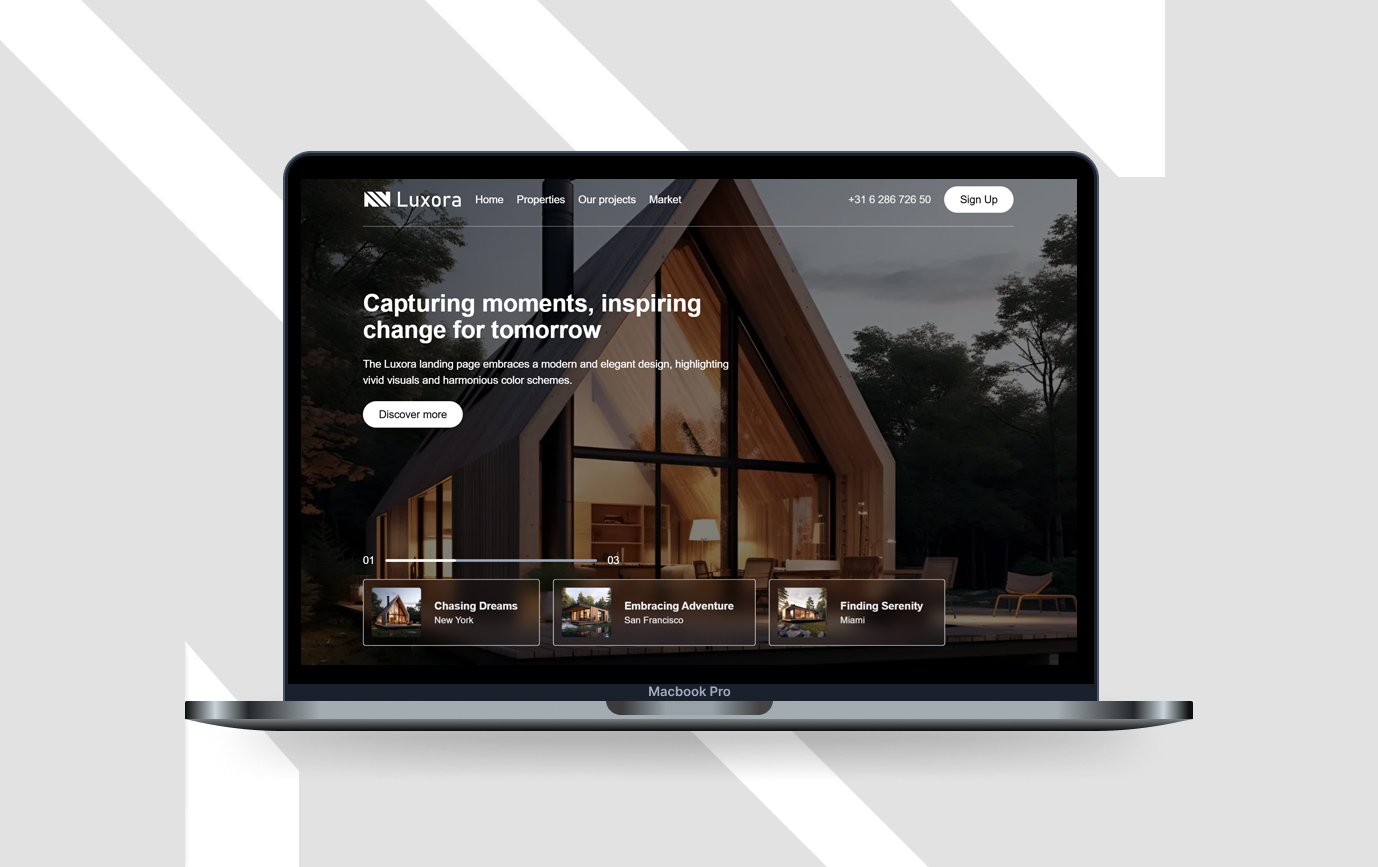 Luxora
Home
Properties
Our projects
Market
+31 6 286 726 50
Sign Up
Capturing moments, inspiring
change for tomorrow
The Luxora landing page embraces a modern and elegant design, highlighting
vivid visuals and harmonious color schemes.
Discover more
01
03
Chasing Dreams
New York
Embracing Adventure
San Francisco
Finding Serenity
Miami
Macbook Pro